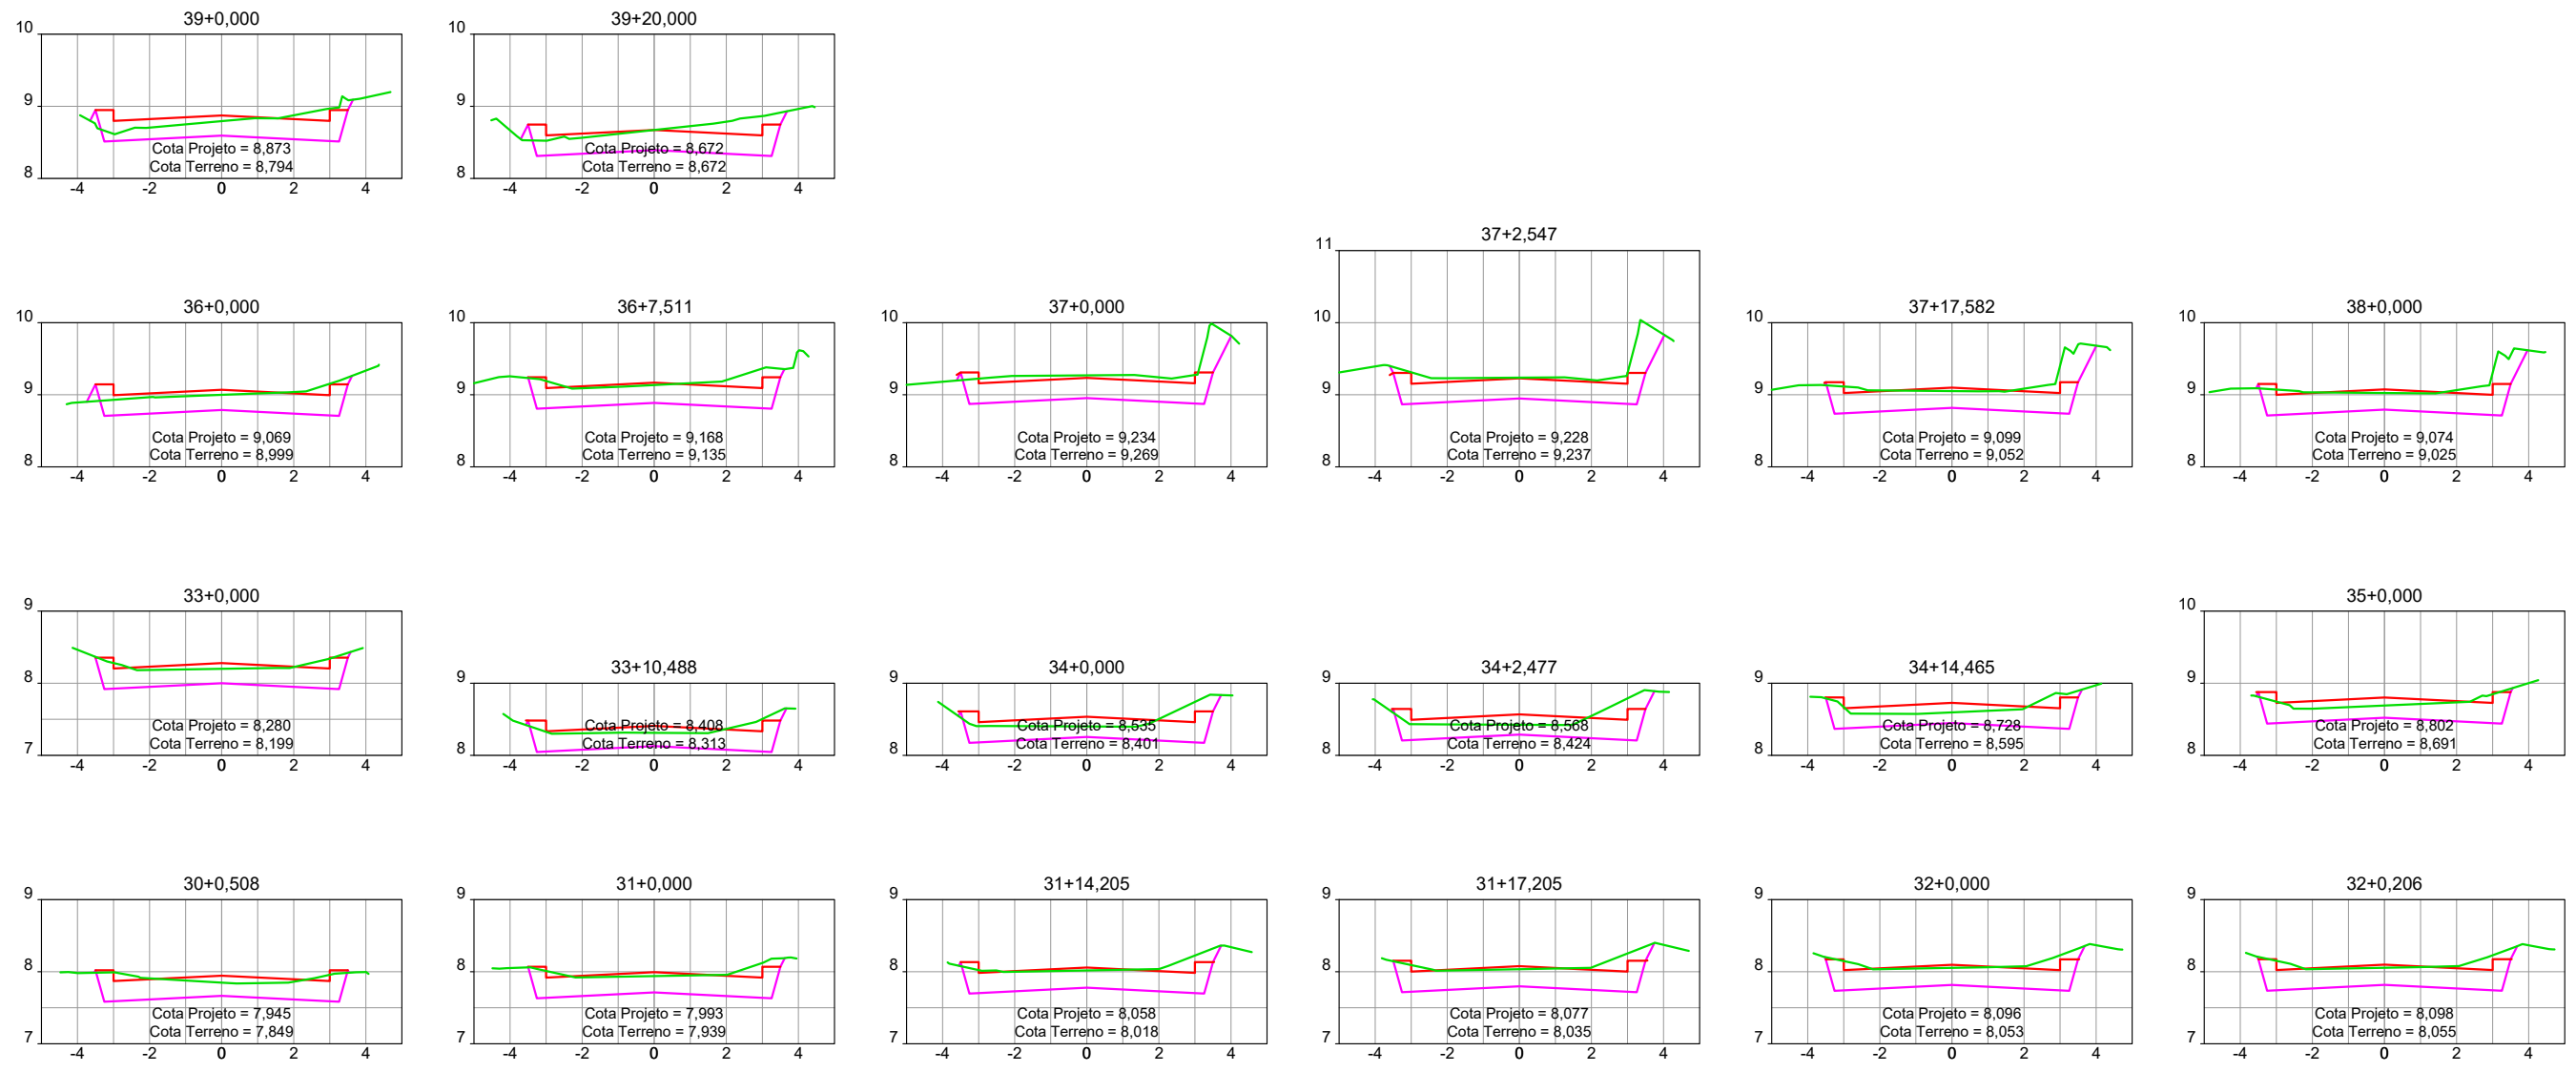 39+0,000
10
9
8
Cota Projeto = 8,873
Cota Terreno = 8,794
-4 -2 0 2 4
39+20,000
10
9
8
Cota Projeto = 8,672
Cota Terreno = 8,672
-4 -2 0 2 4
36+0,000
10
9
8
Cota Projeto = 9,069
Cota Terreno = 8,999
-4 -2 0 2 4
36+7,511
10
9
8
Cota Projeto = 9,168
Cota Terreno = 9,135
-4 -2 0 2 4
37+0,000
10
9
8
Cota Projeto = 9,234
Cota Terreno = 9,269
-4 -2 0 2 4
37+2,547
11
10
9
8
Cota Projeto = 9,228
Cota Terreno = 9,237
-4 -2 0 2 4
37+17,582
10
9
8
Cota Projeto = 9,099
Cota Terreno = 9,052
-4 -2 0 2 4
38+0,000
10
9
8
Cota Projeto = 9,074
Cota Terreno = 9,025
-4 -2 0 2 4
33+0,000
9
8
7
Cota Projeto = 8,280
Cota Terreno = 8,199
-4 -2 0 2 4
33+10,488
9
8
Cota Projeto = 8,408
Cota Terreno = 8,313
-4 -2 0 2 4
34+0,000
9
8
Cota Projeto = 8,535
Cota Terreno = 8,401
-4 -2 0 2 4
34+2,477
9
8
Cota Projeto = 8,568
Cota Terreno = 8,424
-4 -2 0 2 4
34+14,465
9
8
Cota Projeto = 8,728
Cota Terreno = 8,595
-4 -2 0 2 4
35+0,000
10
9
8
Cota Projeto = 8,802
Cota Terreno = 8,691
-4 -2 0 2 4
30+0,508
9
8
7
Cota Projeto = 7,945
Cota Terreno = 7,849
-4 -2 0 2 4
31+0,000
9
8
7
Cota Projeto = 7,993
Cota Terreno = 7,939
-4 -2 0 2 4
31+14,205
9
8
7
Cota Projeto = 8,058
Cota Terreno = 8,018
-4 -2 0 2 4
31+17,205
9
8
7
Cota Projeto = 8,077
Cota Terreno = 8,035
-4 -2 0 2 4
32+0,000
9
8
7
Cota Projeto = 8,096
Cota Terreno = 8,053
-4 -2 0 2 4
32+0,206
9
8
7
Cota Projeto = 8,098
Cota Terreno = 8,055
-4 -2 0 2 4